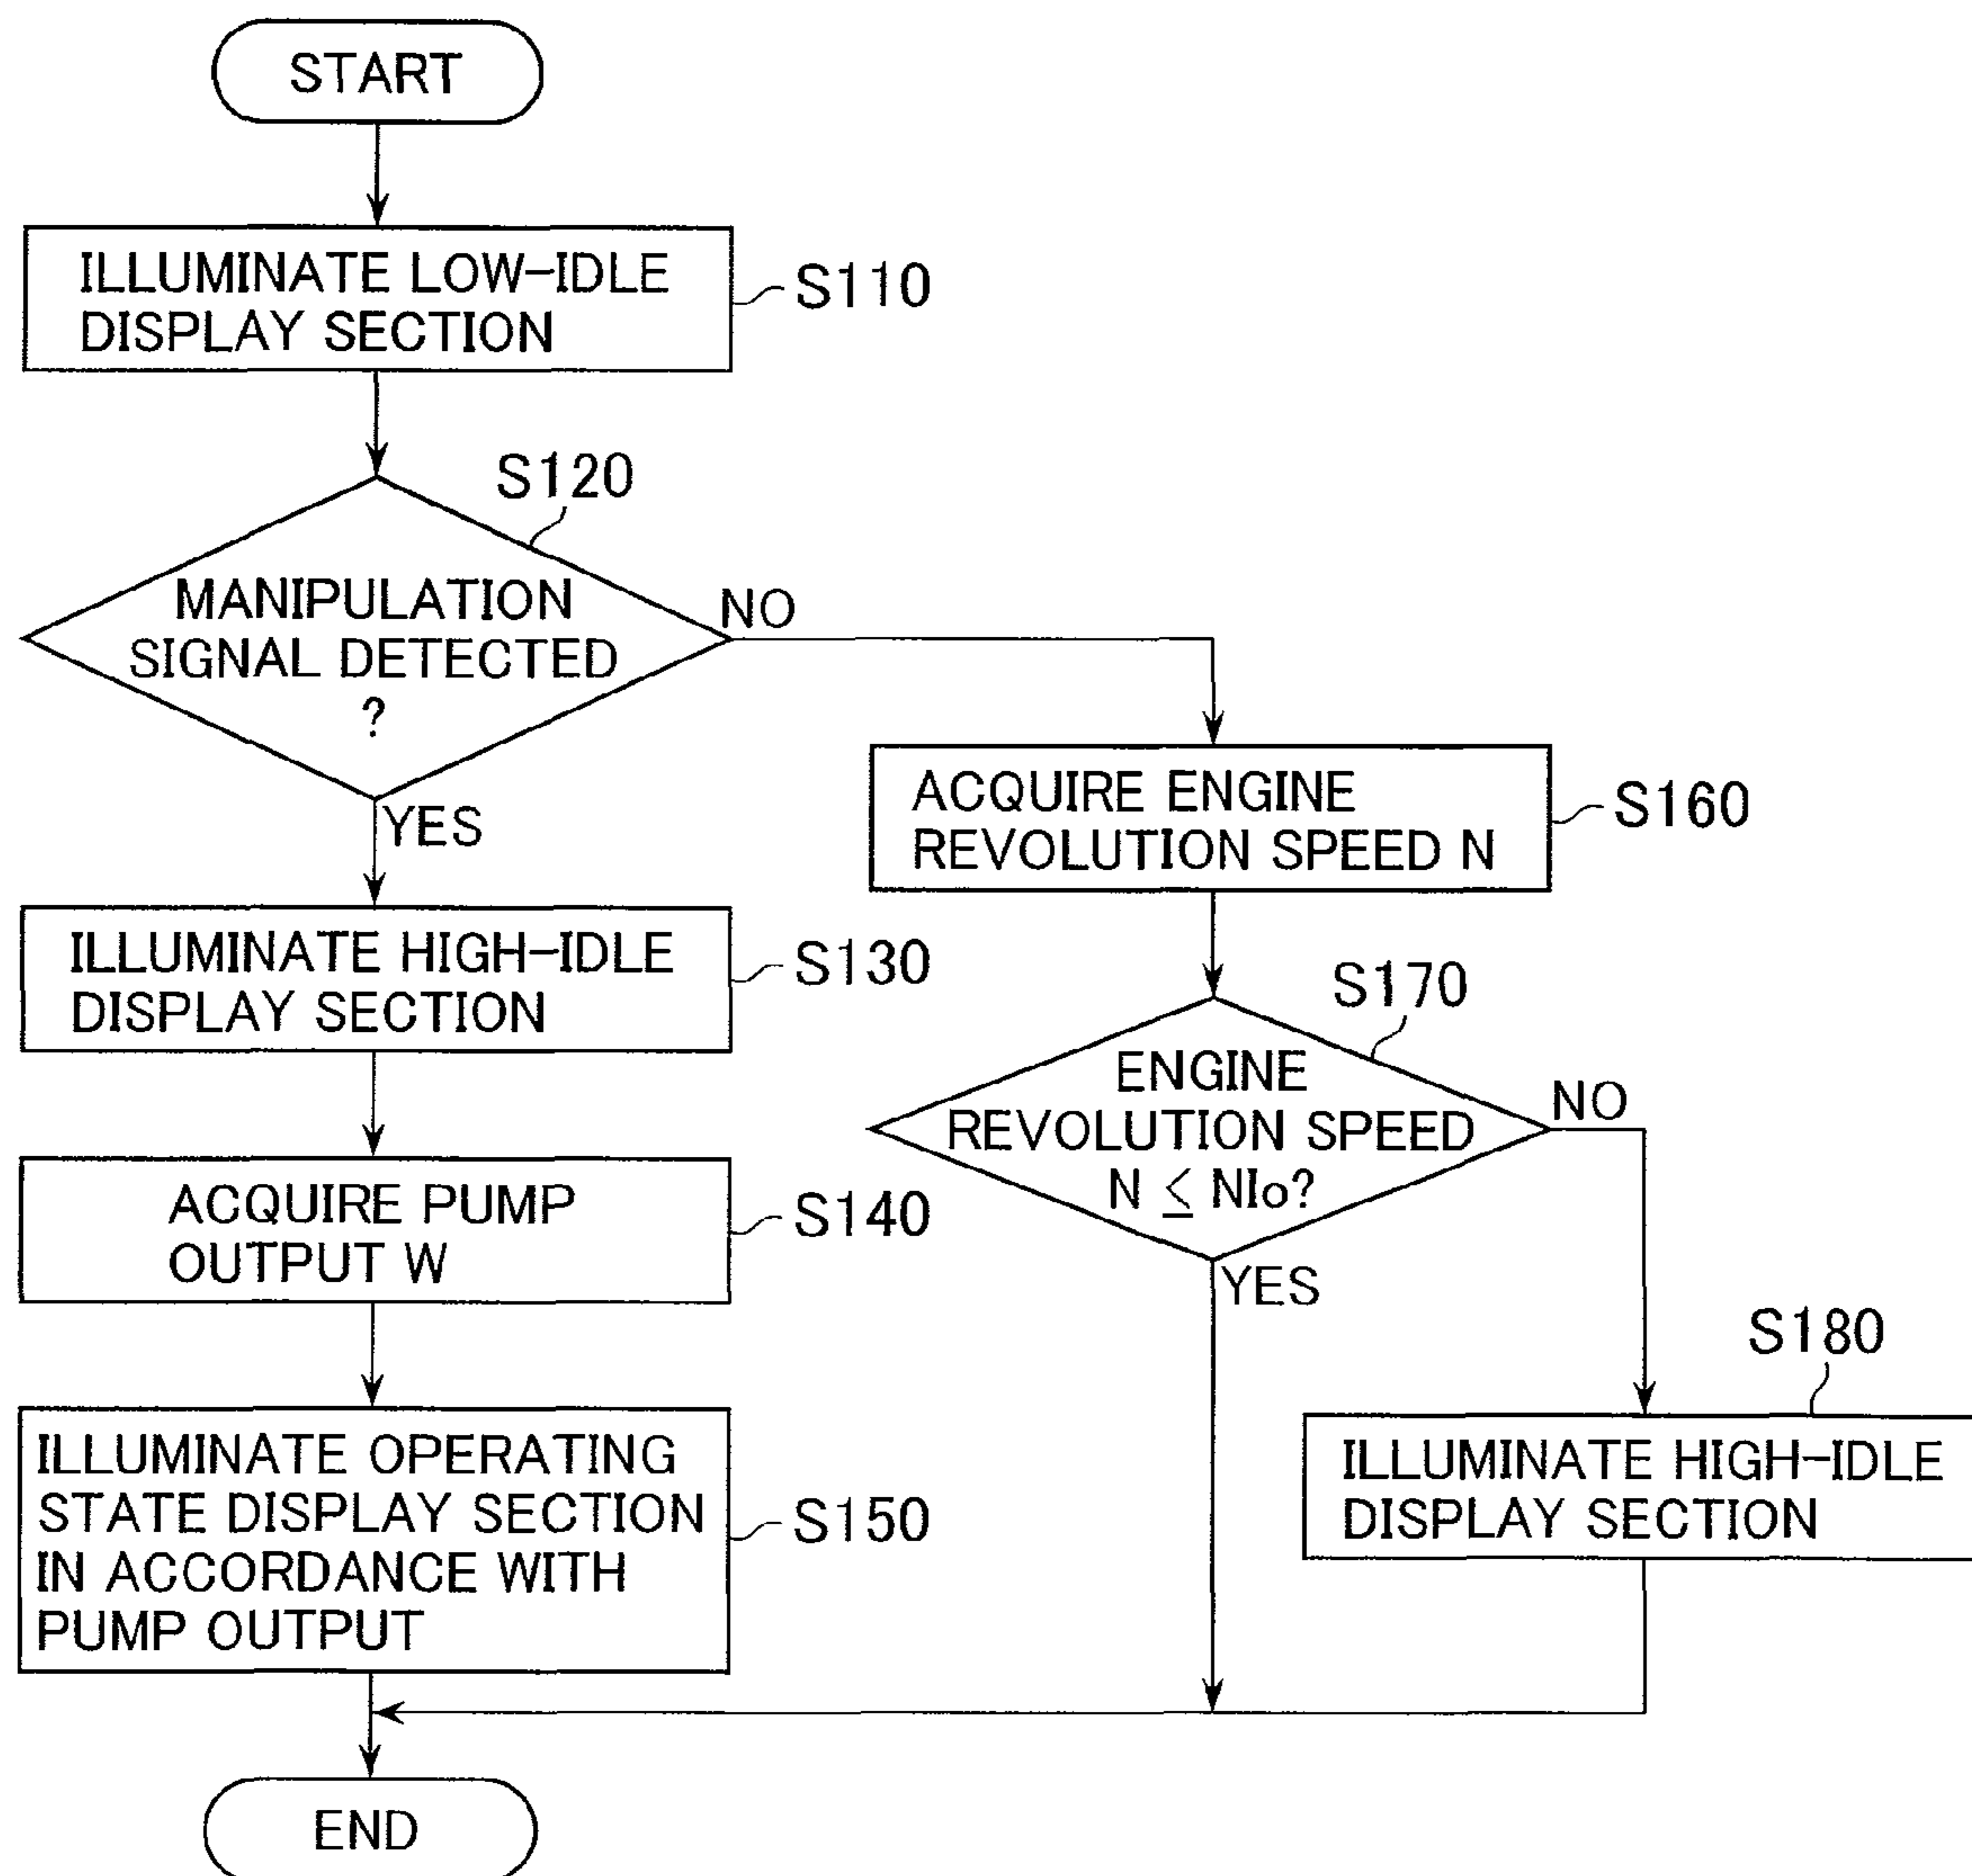 START
ILLUMINATE LOW-IDLE
DISPLAY SECTION
S110
S120
MANIPULATION
SIGNAL DETECTED
?
NO
YES
ILLUMINATE HIGH-IDLE
DISPLAY SECTION
S130
ACQUIRE PUMP
OUTPUT W
S140
ILLUMINATE OPERATING
STATE DISPLAY SECTION
IN ACCORDANCE WITH
PUMP OUTPUT
S150
ACQUIRE ENGINE
REVOLUTION SPEED N
S160
S170
ENGINE
REVOLUTION SPEED
N ≤ NIo?
NO
YES
S180
ILLUMINATE HIGH-IDLE
DISPLAY SECTION
END